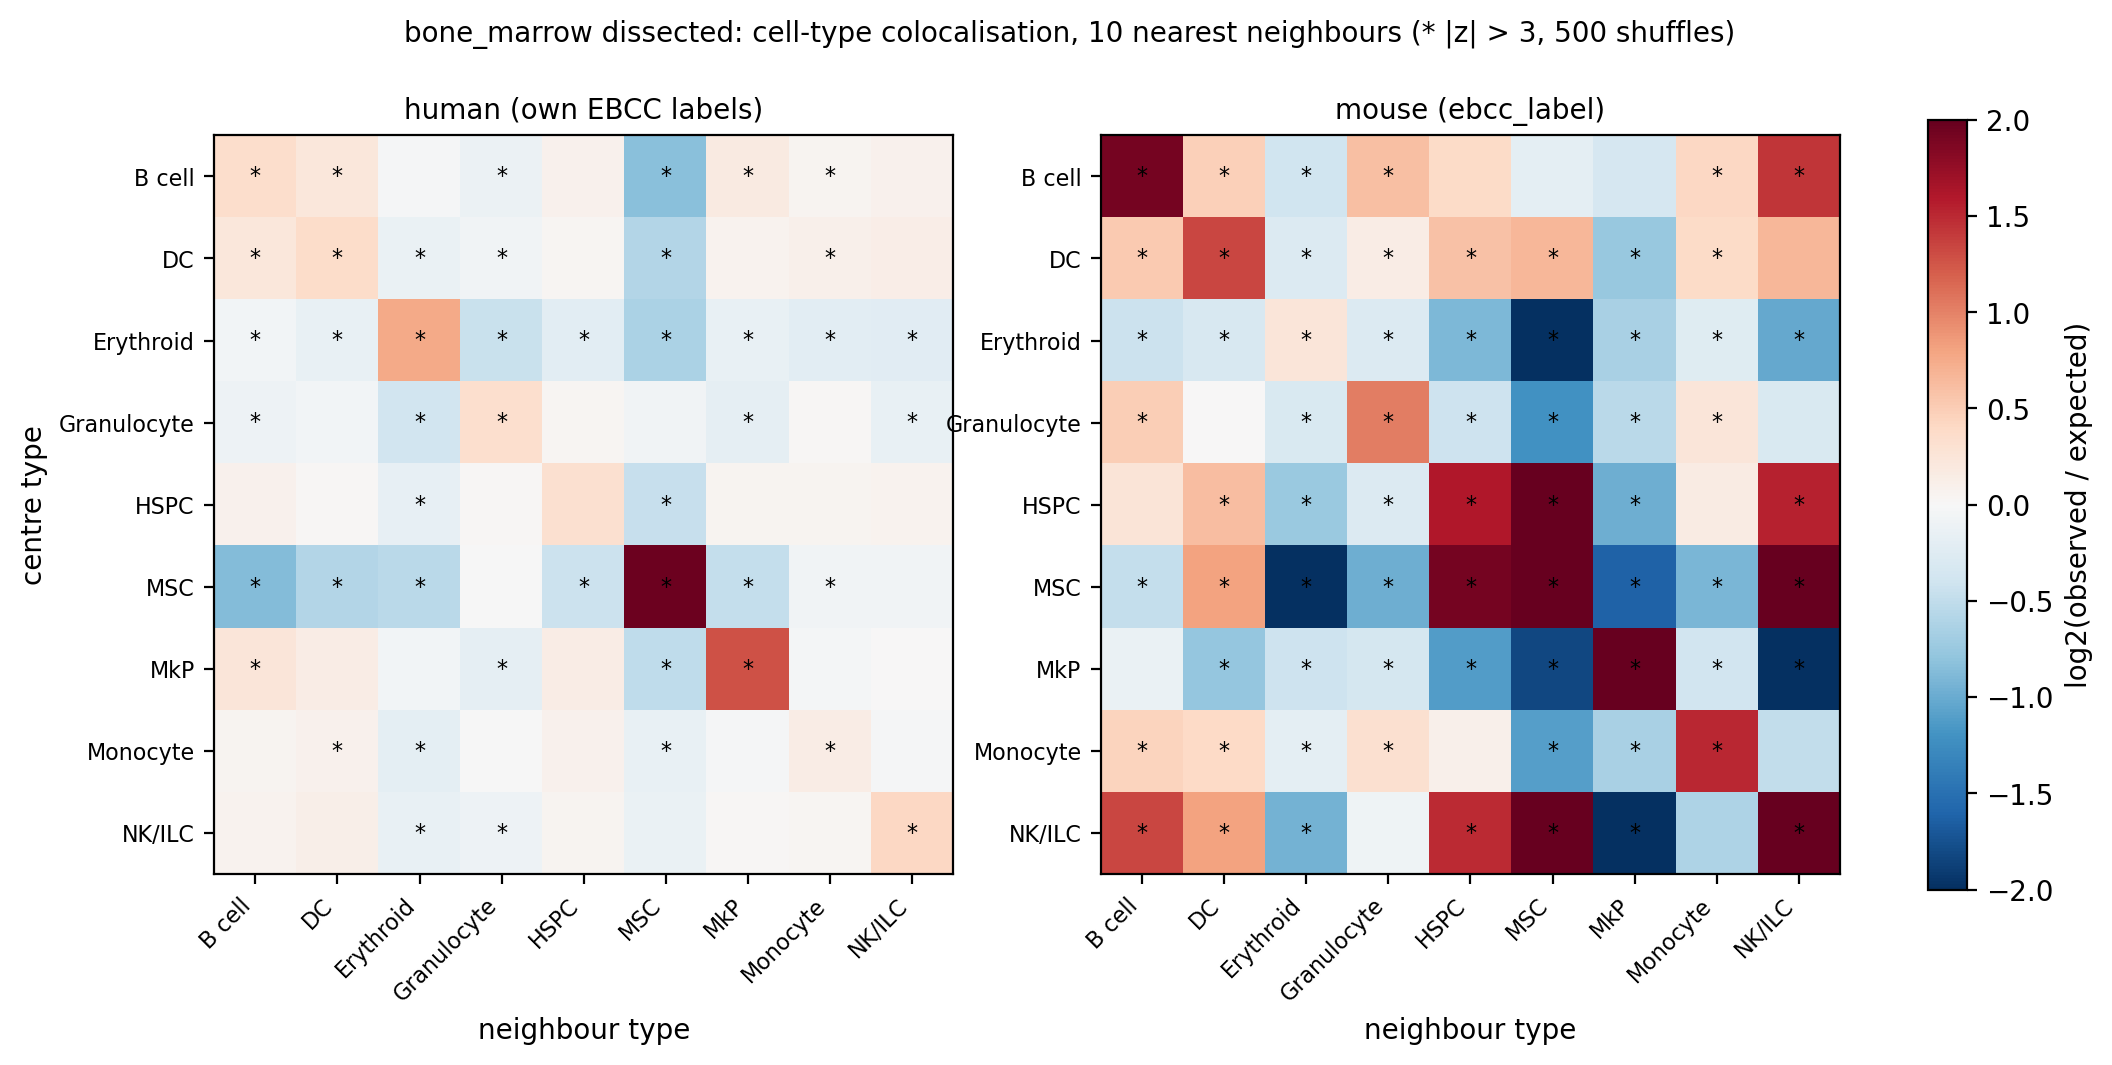 bone_marrow dissected: cell-type colocalisation, 10 nearest neighbours (* |z| > 3, 500 shuffles)
human (own EBCC labels)
centre type
B cell * * * * * *
DC * * * * * *
Erythroid * * * * * * * * *
Granulocyte * * * * *
HSPC * *
MSC * * * * * * *
MkP * * * *
Monocyte * * * *
NK/ILC * * *
B cell DC Erythroid Granulocyte HSPC MSC MkP Monocyte NK/ILC
neighbour type
mouse (ebcc_label)
B cell * * * * * *
DC * * * * * * * *
Erythroid * * * * * * * * *
Granulocyte * * * * * * *
HSPC * * * * * * *
MSC * * * * * * * * *
MkP * * * * * * * *
Monocyte * * * * * * *
NK/ILC * * * * * * *
B cell DC Erythroid Granulocyte HSPC MSC MkP Monocyte NK/ILC
neighbour type
2.0
1.5
1.0
0.5
0.0
−0.5
−1.0
−1.5
−2.0
log2(observed / expected)